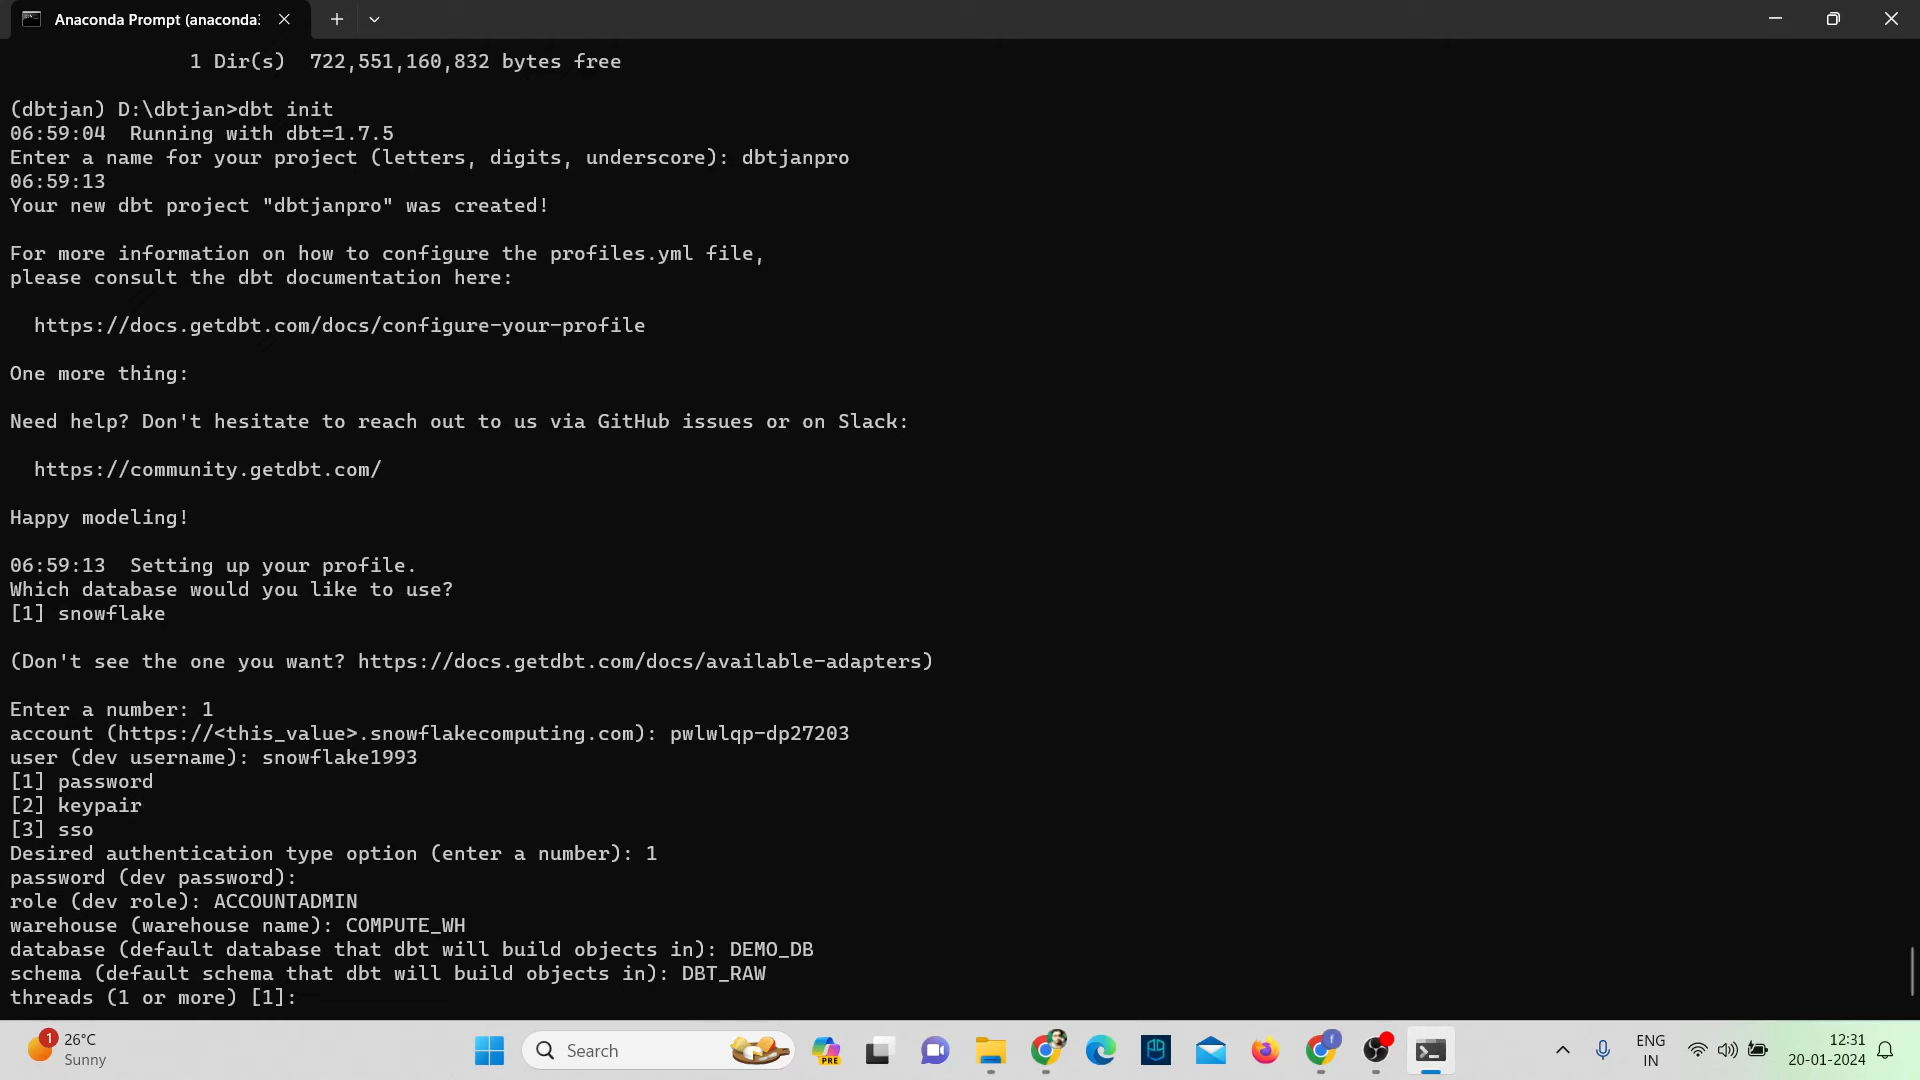 Anaconda Prompt (anaconda:
1 Dir(s)  722,551,160,832 bytes free
(dbtjan) D:\dbtjan>dbt init
06:59:04  Running with dbt=1.7.5
Enter a name for your project (letters, digits, underscore): dbtjanpro
06:59:13
Your new dbt project "dbtjanpro" was created!
For more information on how to configure the profiles.yml file,
please consult the dbt documentation here:
https://docs.getdbt.com/docs/configure-your-profile
One more thing:
Need help? Don't hesitate to reach out to us via GitHub issues or on Slack:
https://community.getdbt.com/
Happy modeling!
06:59:13  Setting up your profile.
Which database would you like to use?
[1] snowflake
(Don't see the one you want? https://docs.getdbt.com/docs/available-adapters)
Enter a number: 1
account (https://<this_value>.snowflakecomputing.com): pwlwlqp-dp27203
user (dev username): snowflake1993
[1] password
[2] keypair
[3] sso
Desired authentication type option (enter a number): 1
password (dev password):
role (dev role): ACCOUNTADMIN
warehouse (warehouse name): COMPUTE_WH
database (default database that dbt will build objects in): DEMO_DB
schema (default schema that dbt will build objects in): DBT_RAW
threads (1 or more) [1]:
1
26°C
Sunny
Search
PRE
ENG
IN
12:31
20-01-2024